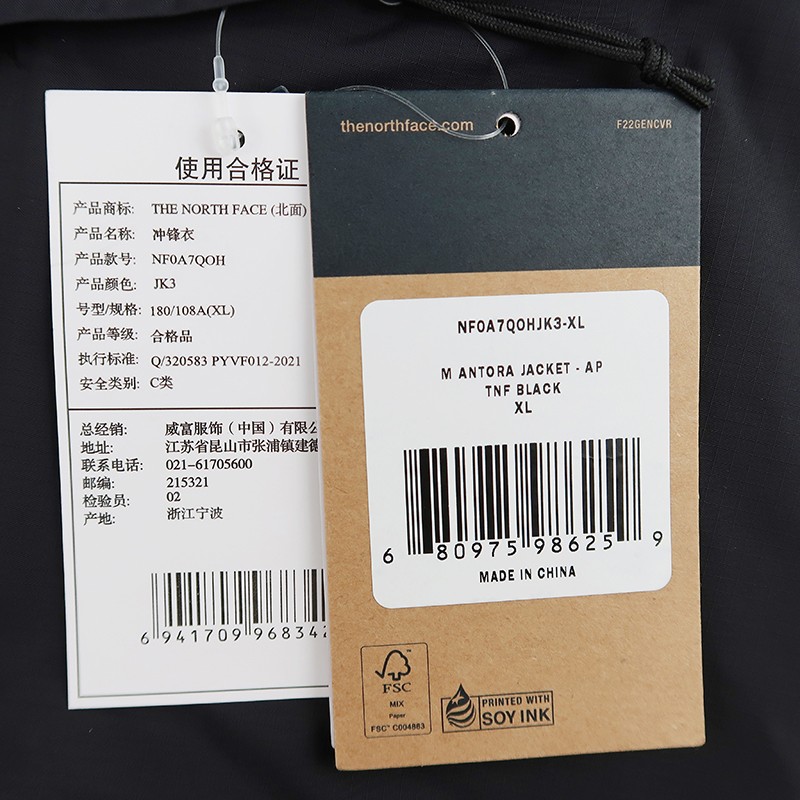 使用合格证
产品商标: THE NORTH FACE (北面)
产品名称: 冲锋衣
产品款号: NF0A7QOH
产品颜色: JK3
号型/规格: 180/108A(XL)
产品等级: 合格品
执行标准: Q/320583 PYVF012-2021
安全类别: C类
总经销: 威富服饰（中国）有限
地址: 江苏省昆山市张浦镇建
联系电话: 021-61705600
邮编: 215321
检验员: 02
产地: 浙江宁波
6 941709 96834
thenorthface.com
F22GENCVR
NF0A7QOHJK3-XL
M ANTORA JACKET - AP
TNF BLACK
XL
6 80975 98625 9
MADE IN CHINA
FSC
MIX
Paper
FSC™ C004863
PRINTED WITH
SOY INK